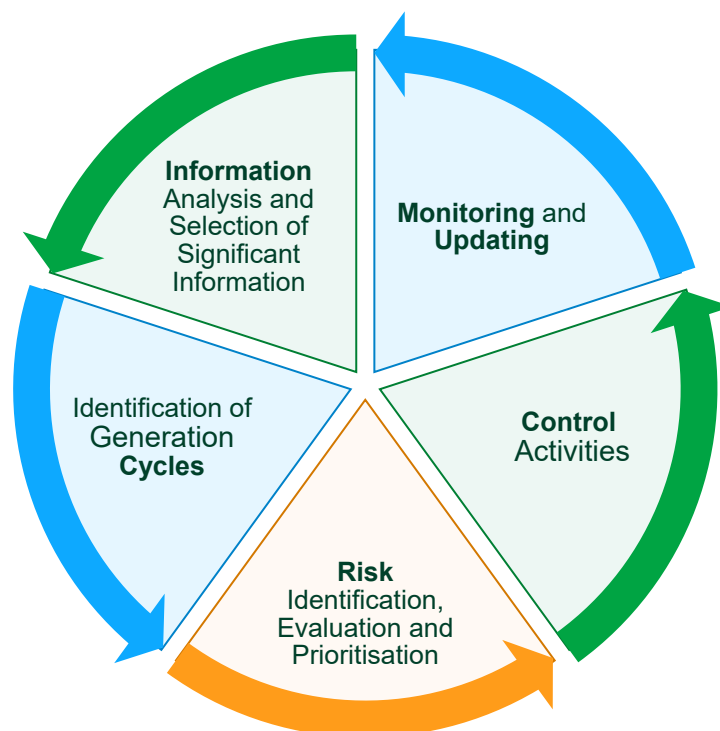 Information
Analysis and
Selection of
Significant
Information
Monitoring and
Updating
Identification of
Generation
Cycles
Control
Activities
Risk
Identification,
Evaluation and
Prioritisation